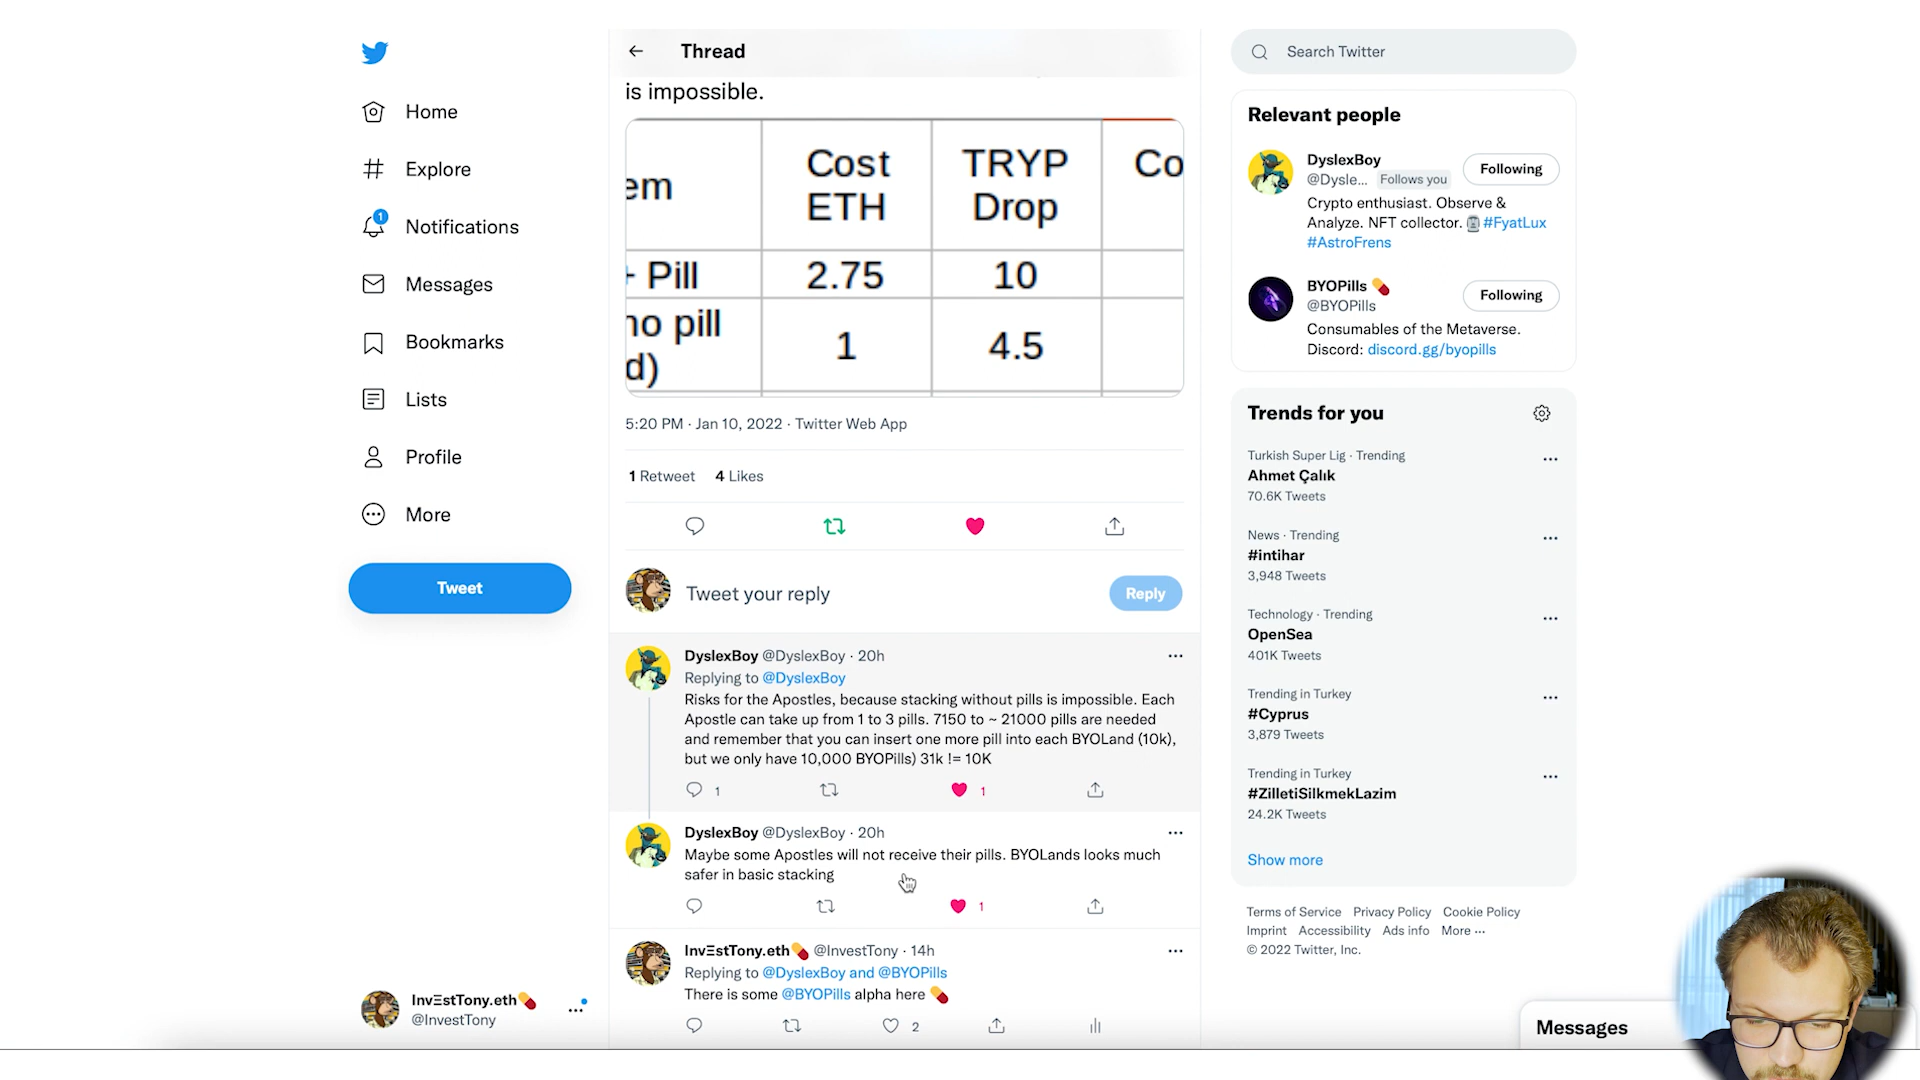 Home
Explore
1
Notifications
Messages
Bookmarks
Lists
Profile
More
Tweet
InvΞstTony.eth💊
@InvestTony
Thread
is impossible.
em
Cost
ETH
TRYP
Drop
Co
+ Pill
2.75
10
no pill
d)
1
4.5
5:20 PM · Jan 10, 2022 · Twitter Web App
1 Retweet 4 Likes
Tweet your reply
Reply
DyslexBoy @DyslexBoy · 20h
Replying to @DyslexBoy
Risks for the Apostles, because stacking without pills is impossible. Each
Apostle can take up from 1 to 3 pills. 7150 to ~ 21000 pills are needed
and remember that you can insert one more pill into each BYOLand (10k),
but we only have 10,000 BYOPills) 31k != 10K
1
1
DyslexBoy @DyslexBoy · 20h
Maybe some Apostles will not receive their pills. BYOLands looks much
safer in basic stacking
1
InvΞstTony.eth💊 @InvestTony · 14h
Replying to @DyslexBoy and @BYOPills
There is some @BYOPills alpha here 💊
2
Search Twitter
Relevant people
DyslexBoy
@Dysle... Follows you
Following
Crypto enthusiast. Observe &
Analyze. NFT collector. #FyatLux
#AstroFrens
BYOPills 💊
@BYOPills
Following
Consumables of the Metaverse.
Discord: discord.gg/byopills
Trends for you
Turkish Super Lig · Trending
Ahmet Çalık
70.6K Tweets
News · Trending
#intihar
3,948 Tweets
Technology · Trending
OpenSea
401K Tweets
Trending in Turkey
#Cyprus
3,879 Tweets
Trending in Turkey
#ZilletiSilkmekLazim
24.2K Tweets
Show more
Terms of Service Privacy Policy Cookie Policy
Imprint Accessibility Ads info More ···
© 2022 Twitter, Inc.
Messages